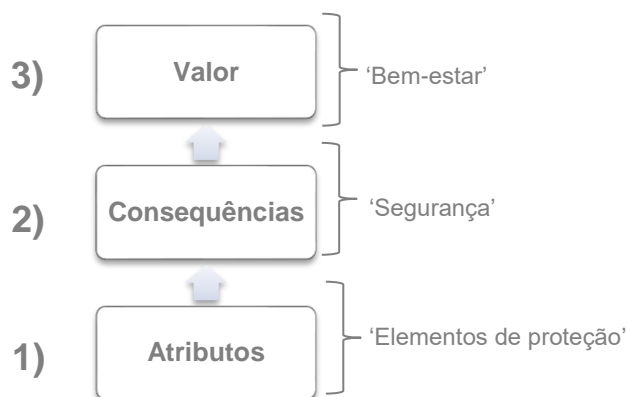 3) Valor ‘Bem-estar’
2) Consequências ‘Segurança’
1) Atributos ‘Elementos de proteção’